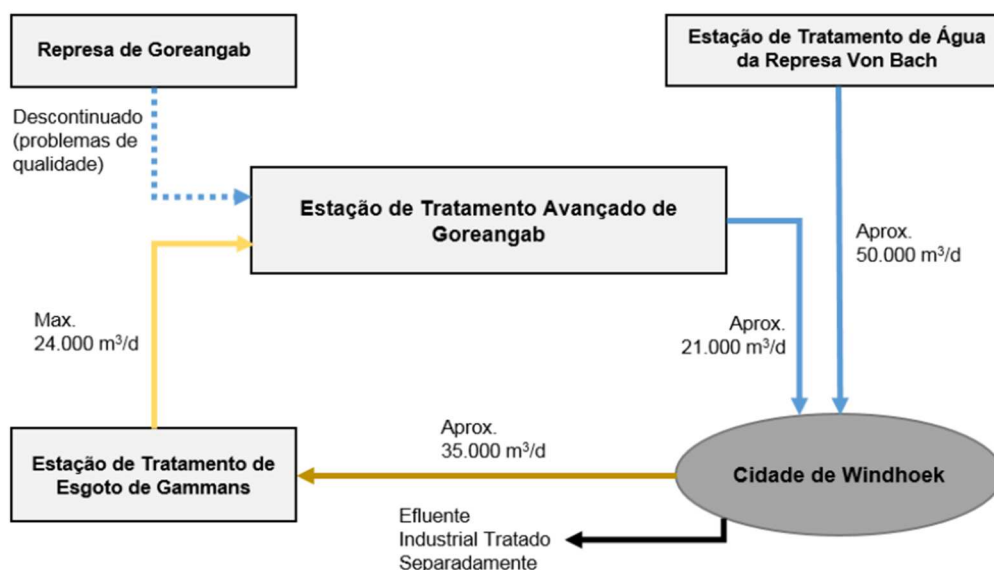 Represa de Goreangab
Estação de Tratamento de Água
da Represa Von Bach
Descontinuado
(problemas de
qualidade)
Estação de Tratamento Avançado de
Goreangab
Aprox.
50.000 m³/d
Max.
24.000 m³/d
Aprox.
21.000 m³/d
Aprox.
35.000 m³/d
Estação de Tratamento de
Esgoto de Gammans
Cidade de Windhoek
Efluente
Industrial Tratado
Separadamente